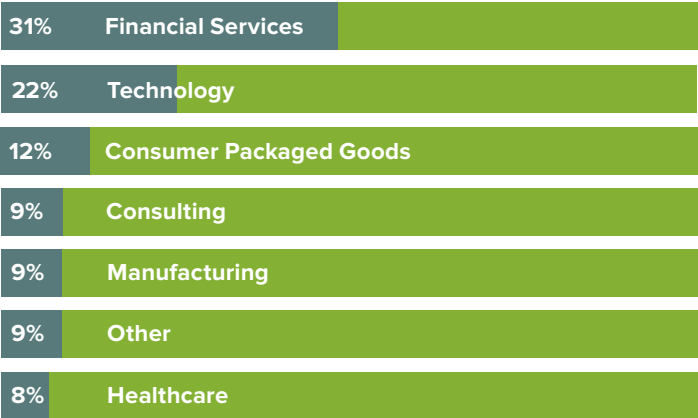 31% Financial Services
22% Technology
12% Consumer Packaged Goods
9% Consulting
9% Manufacturing
9% Other
8% Healthcare